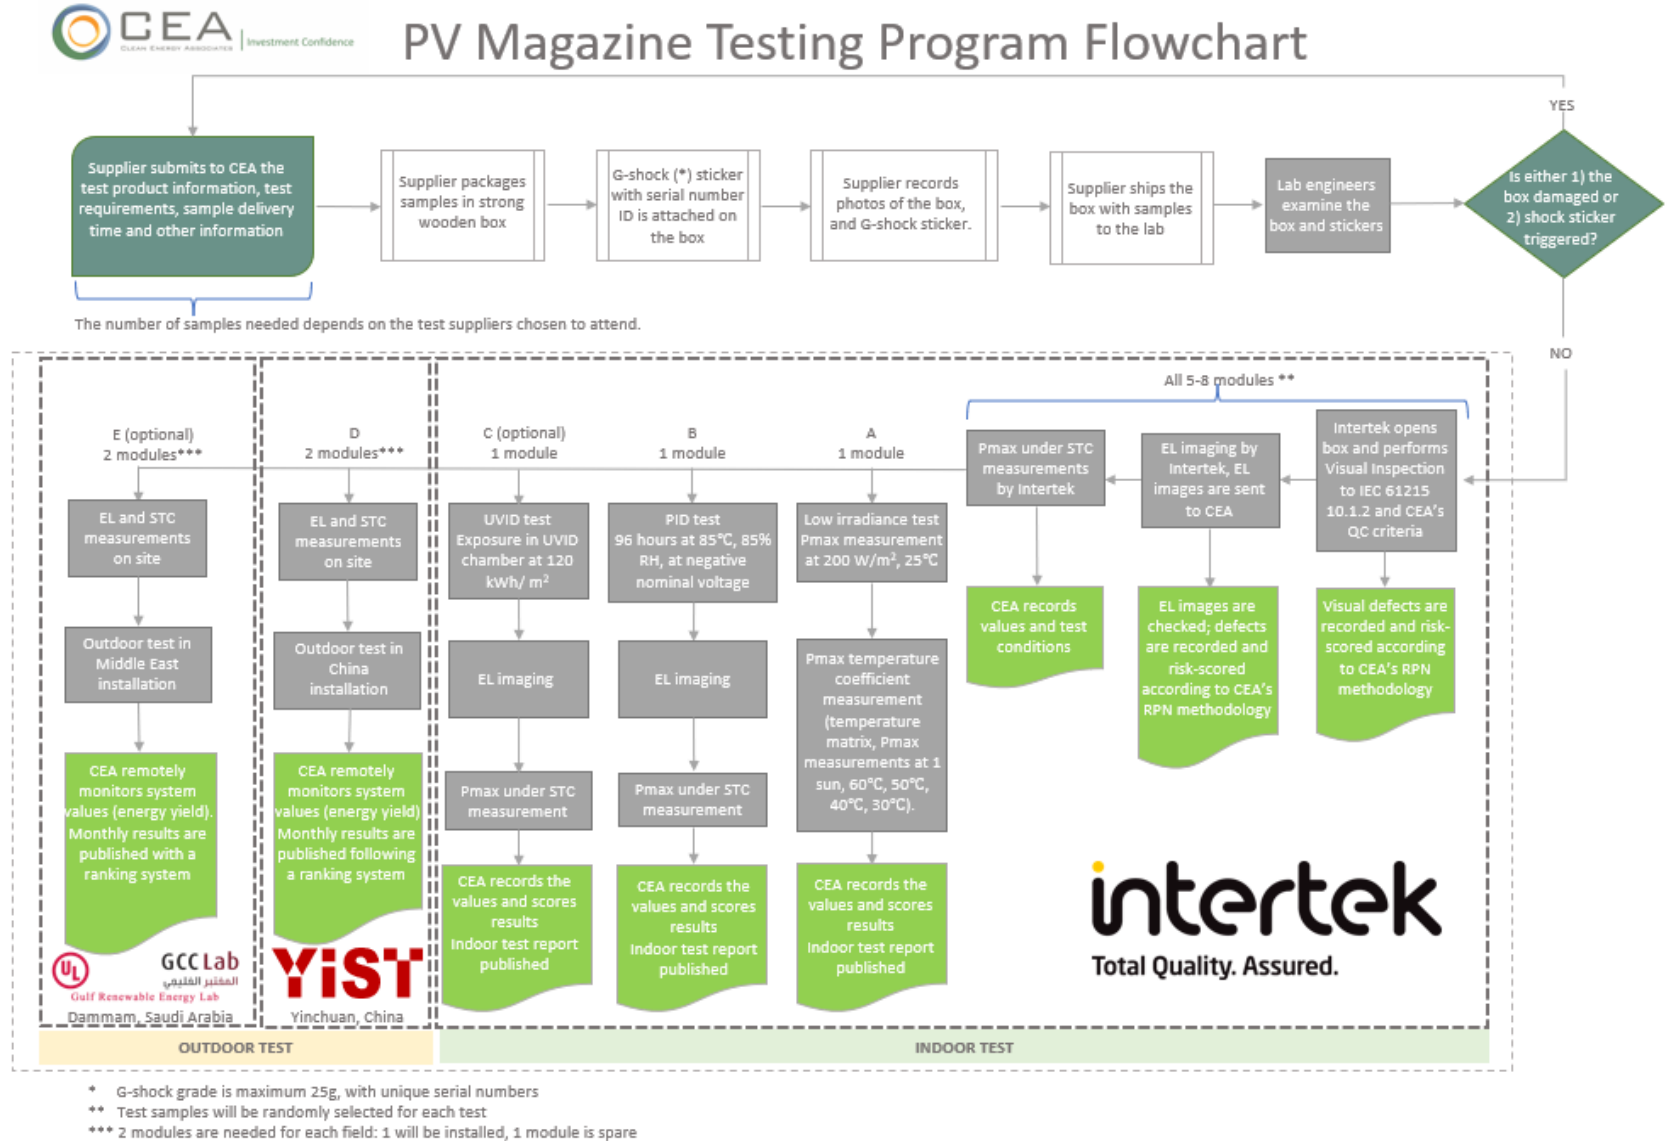 CEA
CLEAN ENERGY ASSOCIATES
Investment Confidence
PV Magazine Testing Program Flowchart
YES
Supplier submits to CEA the
test product information, test
requirements, sample delivery
time and other information
Supplier packages
samples in strong
wooden box
G-shock (*) sticker
with serial number
ID is attached on
the box
Supplier records
photos of the box,
and G-shock sticker.
Supplier ships the
box with samples
to the lab
Lab engineers
examine the
box and stickers
Is either 1) the
box damaged or
2) shock sticker
triggered?
The number of samples needed depends on the test suppliers chosen to attend.
NO
All 5-8 modules **
E (optional)
2 modules***
D
2 modules***
C (optional)
1 module
B
1 module
A
1 module
Pmax under STC
measurements
by Intertek
EL imaging by
Intertek, EL
images are sent
to CEA
Intertek opens
box and performs
Visual Inspection
to IEC 61215
10.1.2 and CEA's
QC criteria
EL and STC
measurements
on site
EL and STC
measurements
on site
UVID test
Exposure in UVID
chamber at 120
kWh/ m²
PID test
96 hours at 85°C, 85%
RH, at negative
nominal voltage
Low irradiance test
Pmax measurement
at 200 W/m², 25°C
CEA records
values and test
conditions
EL images are
checked; defects
are recorded and
risk-scored
according to CEA's
RPN methodology
Visual defects are
recorded and risk-
scored according
to CEA's RPN
methodology
Outdoor test in
Middle East
installation
Outdoor test in
China
installation
EL imaging
EL imaging
Pmax temperature
coefficient
measurement
(temperature
matrix, Pmax
measurements at 1
sun, 60°C, 50°C,
40°C, 30°C).
CEA remotely
monitors system
values (energy yield).
Monthly results are
published with a
ranking system
CEA remotely
monitors system
values (energy yield)
Monthly results are
published following
a ranking system
Pmax under STC
measurement
Pmax under STC
measurement
CEA records the
values and scores
results
Indoor test report
published
CEA records the
values and scores
results
Indoor test report
published
CEA records the
values and scores
results
Indoor test report
published
intertek
Total Quality. Assured.
UL
GCC Lab
المختبر الخليجي
Gulf Renewable Energy Lab
Dammam, Saudi Arabia
YiST
Yinchuan, China
OUTDOOR TEST
INDOOR TEST
* G-shock grade is maximum 25g, with unique serial numbers
** Test samples will be randomly selected for each test
*** 2 modules are needed for each field: 1 will be installed, 1 module is spare